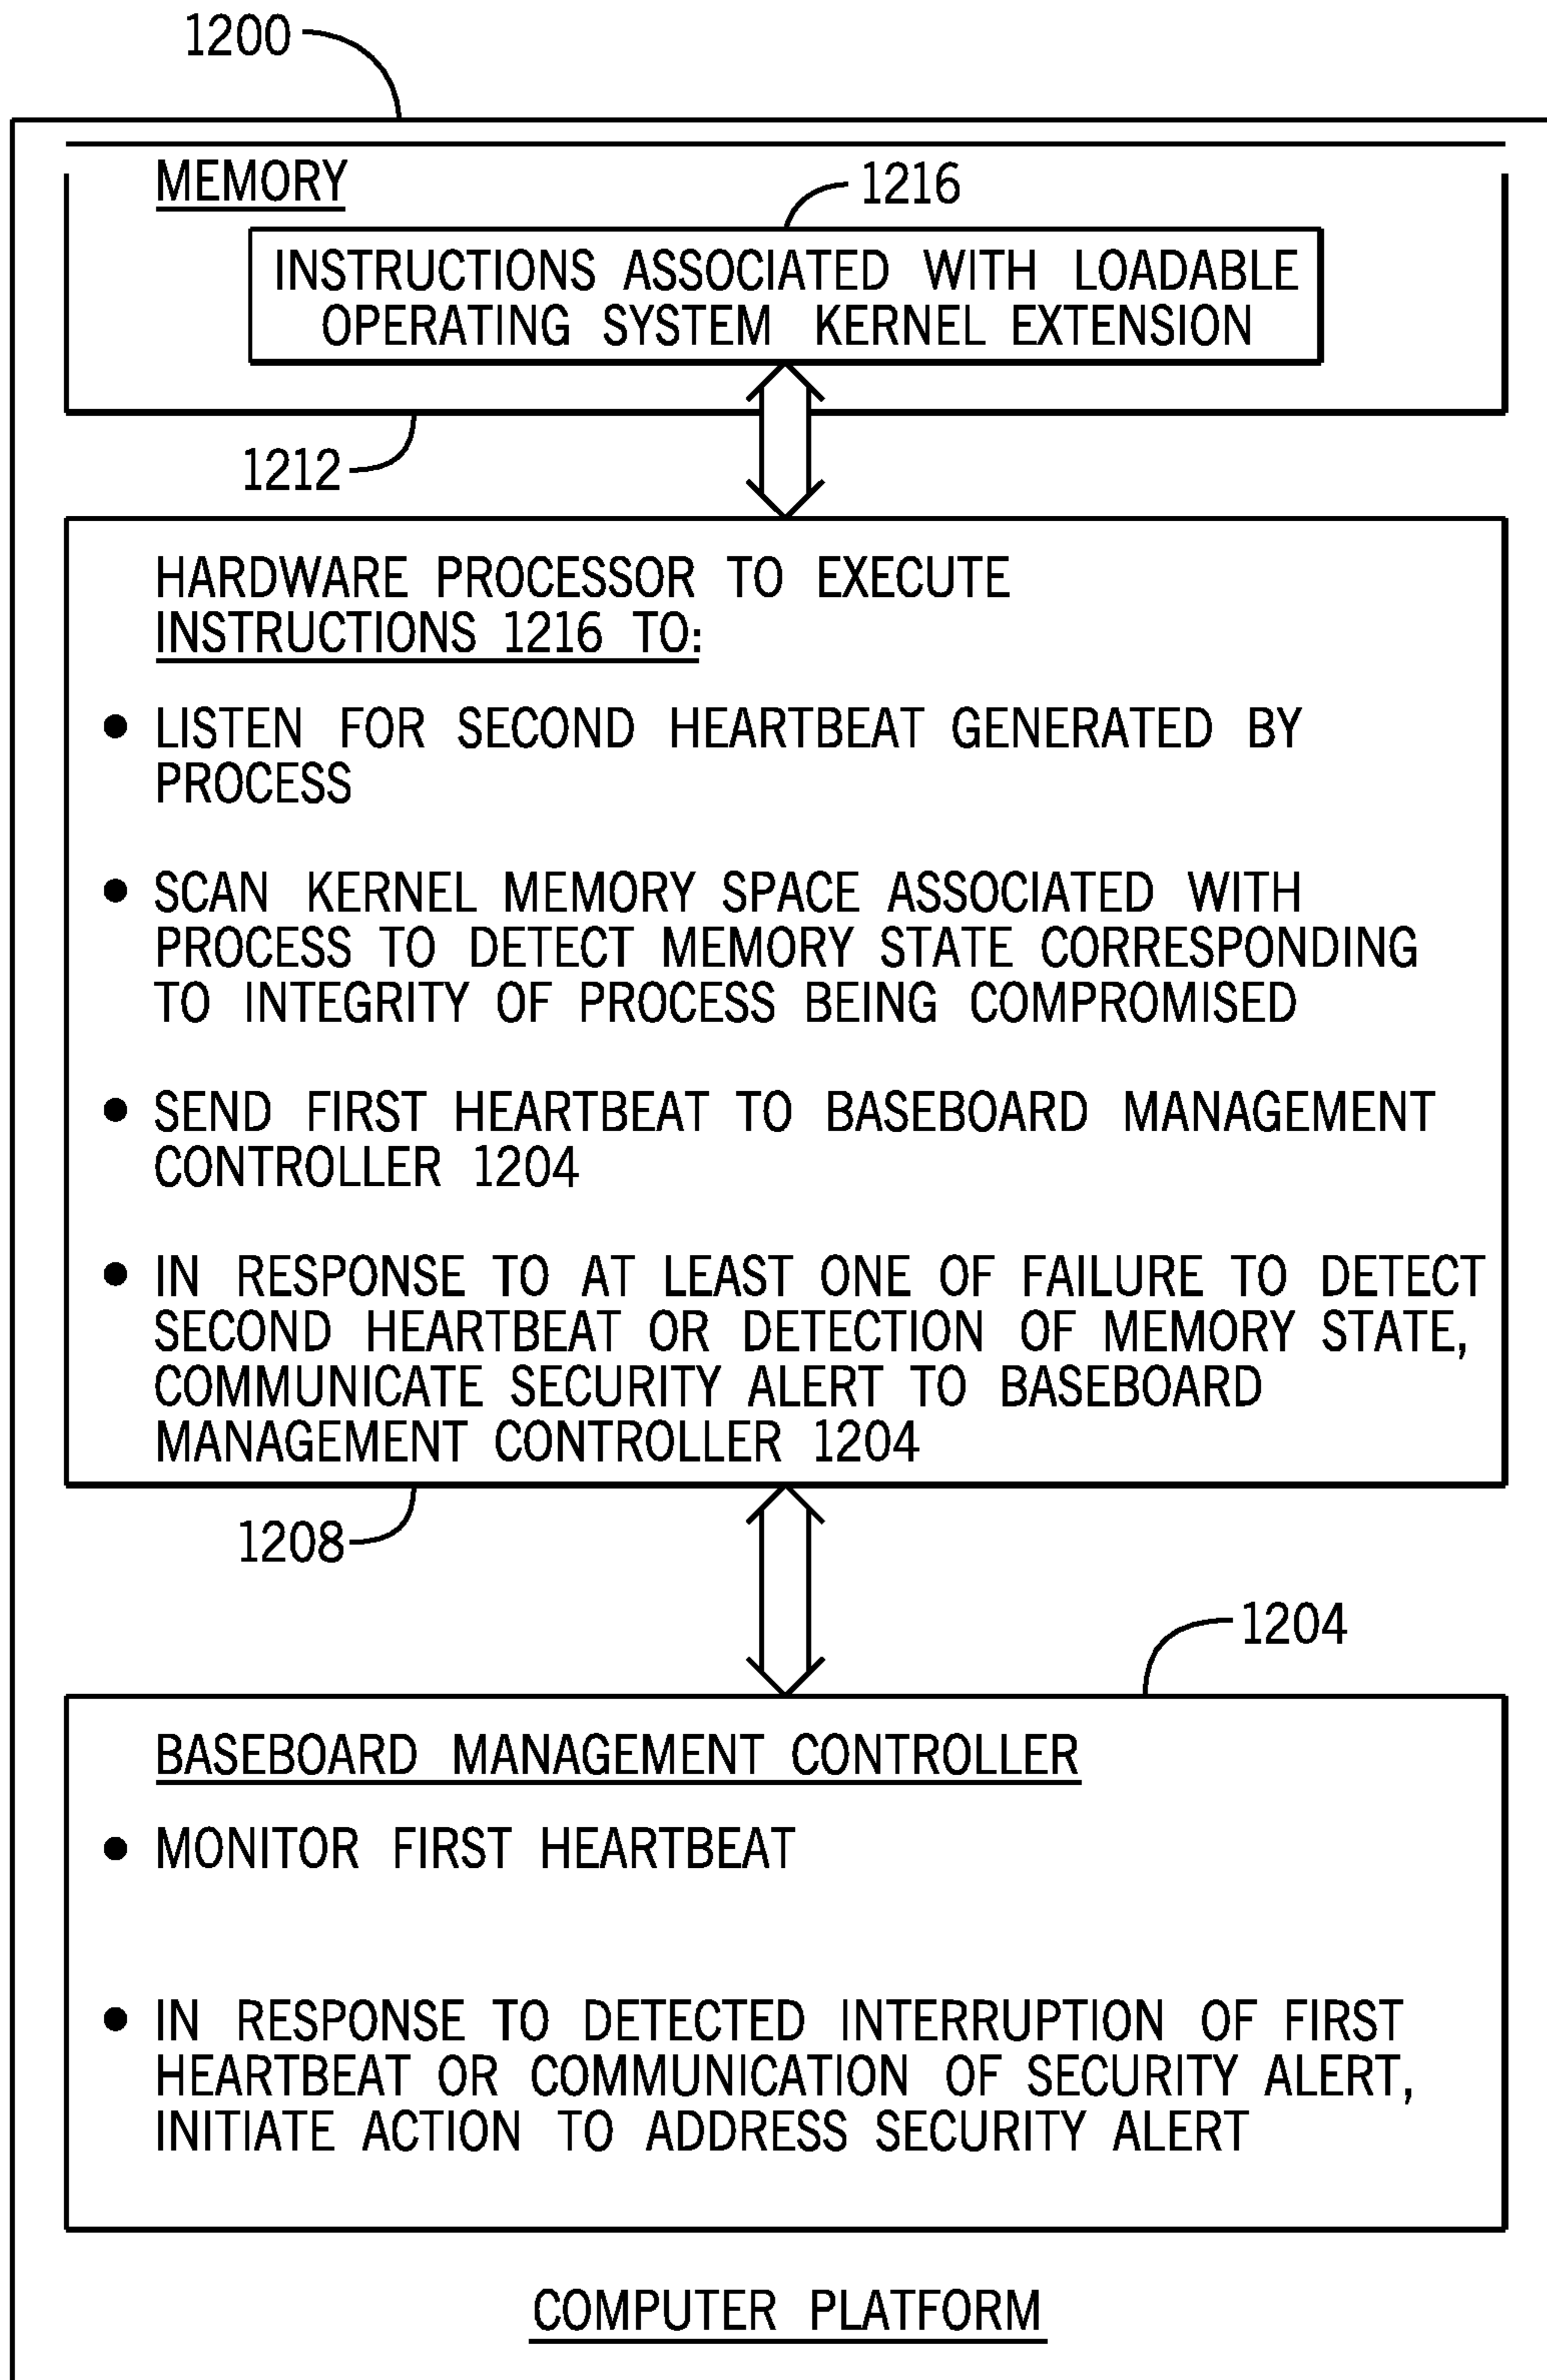 1200
MEMORY
1216
INSTRUCTIONS ASSOCIATED WITH LOADABLE
OPERATING SYSTEM KERNEL EXTENSION
1212
HARDWARE PROCESSOR TO EXECUTE
INSTRUCTIONS 1216 TO:
● LISTEN FOR SECOND HEARTBEAT GENERATED BY
PROCESS
● SCAN KERNEL MEMORY SPACE ASSOCIATED WITH
PROCESS TO DETECT MEMORY STATE CORRESPONDING
TO INTEGRITY OF PROCESS BEING COMPROMISED
● SEND FIRST HEARTBEAT TO BASEBOARD MANAGEMENT
CONTROLLER 1204
● IN RESPONSE TO AT LEAST ONE OF FAILURE TO DETECT
SECOND HEARTBEAT OR DETECTION OF MEMORY STATE,
COMMUNICATE SECURITY ALERT TO BASEBOARD
MANAGEMENT CONTROLLER 1204
1208
1204
BASEBOARD MANAGEMENT CONTROLLER
● MONITOR FIRST HEARTBEAT
● IN RESPONSE TO DETECTED INTERRUPTION OF FIRST
HEARTBEAT OR COMMUNICATION OF SECURITY ALERT,
INITIATE ACTION TO ADDRESS SECURITY ALERT
COMPUTER PLATFORM